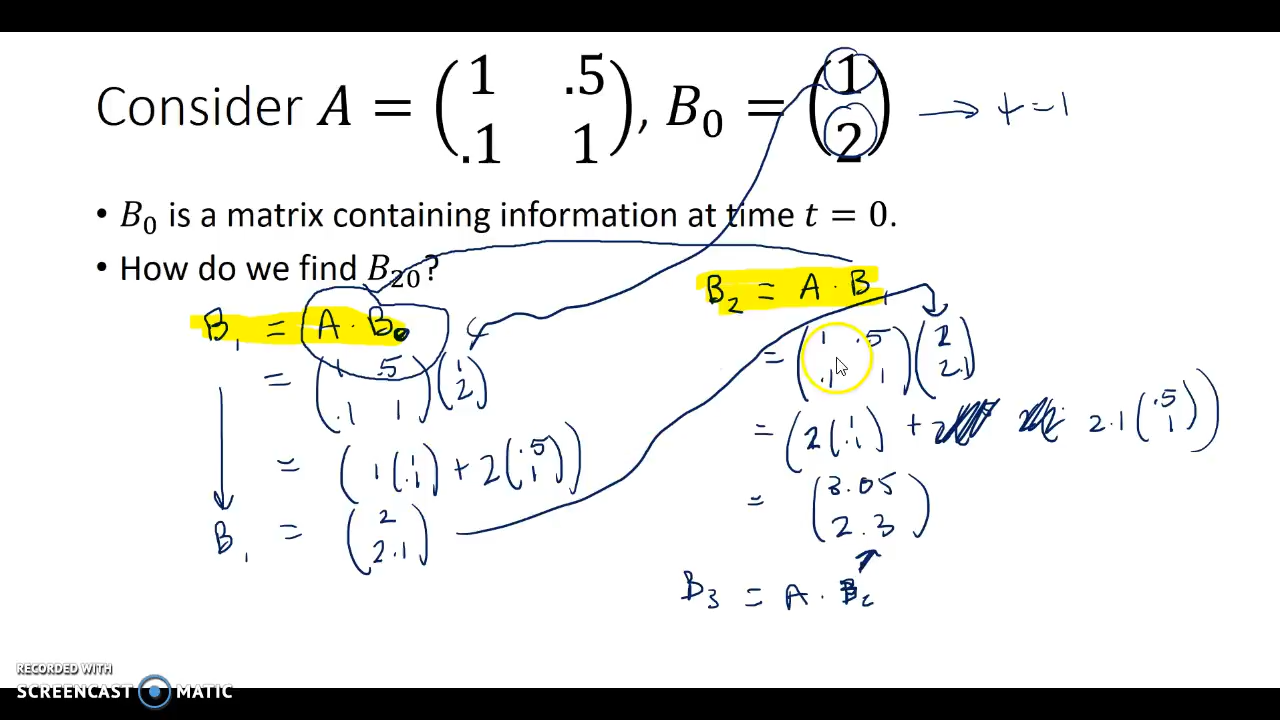 Consider A = (1 .5 .1 1), B₀ = (1 2) → t=1
• B₀ is a matrix containing information at time t = 0.
• How do we find B₂₀?
B₁ = A · B₀
= (1 .5 .1 1)(1 2)
= (1(1 .1) + 2(.5 1))
B₁ = (2 2.1)
B₂ = A · B₁
= (1 .5 .1 1)(2 2.1)
= (2(1 .1) + 2.1(.5 1))
= (3.05 2.3)
B₃ = A · B₂
RECORDED WITH
SCREENCAST MATIC